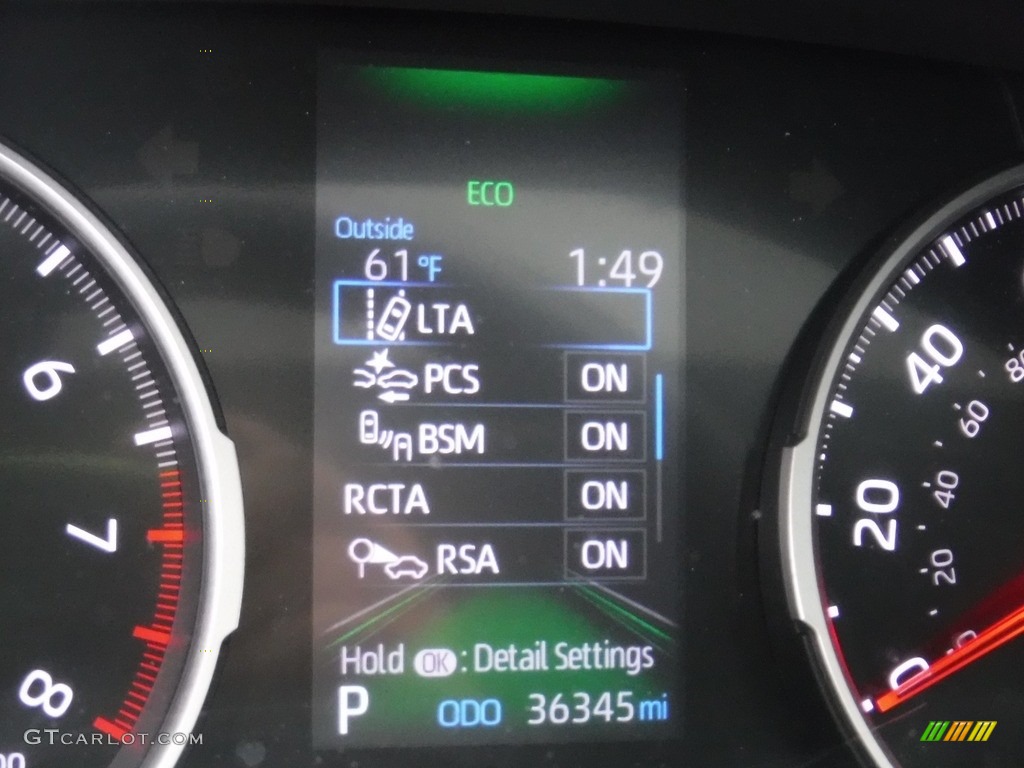 ECO
Outside
61°F 1:49
LTA
PCS ON
BSM ON
RCTA ON
RSA ON
Hold OK : Detail Settings
P ODO 36345 mi
6
7
8
40
20
0
80
60
40
20
0
GTCARLOT.COM